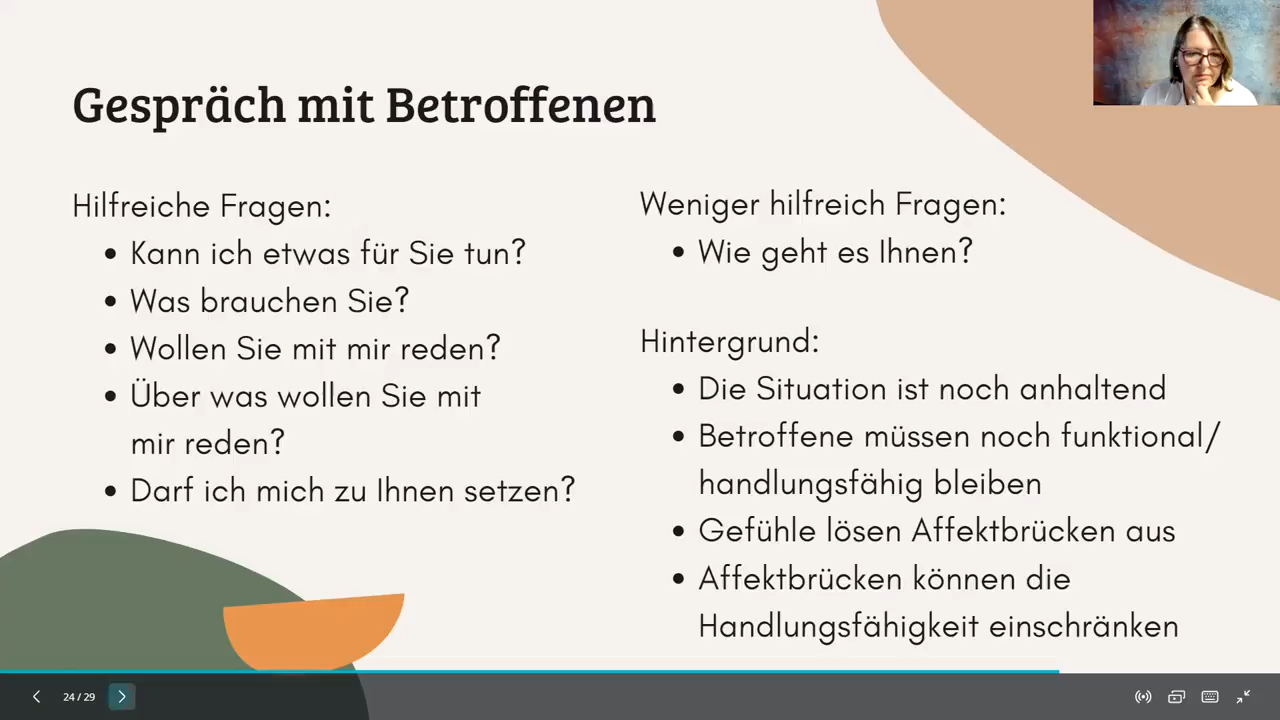 Gespräch mit Betroffenen
Hilfreiche Fragen:
Kann ich etwas für Sie tun?
Was brauchen Sie?
Wollen Sie mit mir reden?
Über was wollen Sie mit
mir reden?
Darf ich mich zu Ihnen setzen?
Weniger hilfreich Fragen:
Wie geht es Ihnen?
Hintergrund:
Die Situation ist noch anhaltend
Betroffene müssen noch funktional/
handlungsfähig bleiben
Gefühle lösen Affektbrücken aus
Affektbrücken können die
Handlungsfähigkeit einschränken
24 / 29